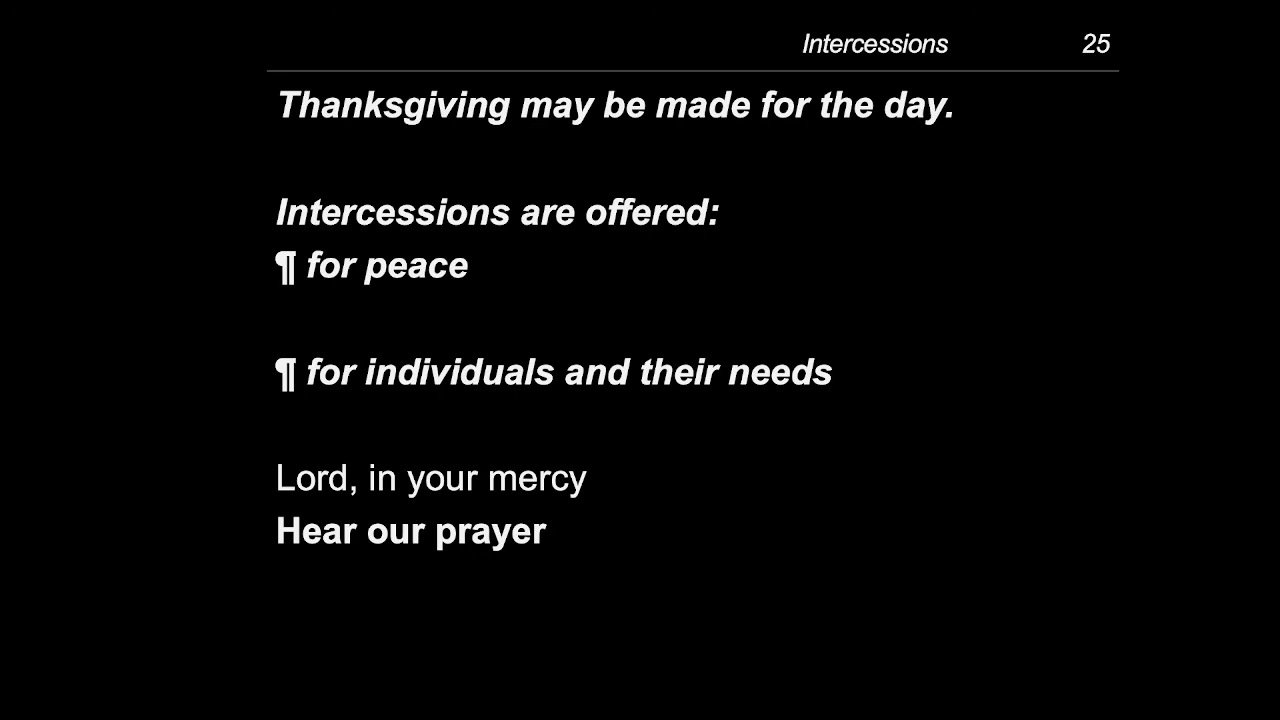 Intercessions 25
Thanksgiving may be made for the day.
Intercessions are offered:
¶ for peace
¶ for individuals and their needs
Lord, in your mercy
Hear our prayer